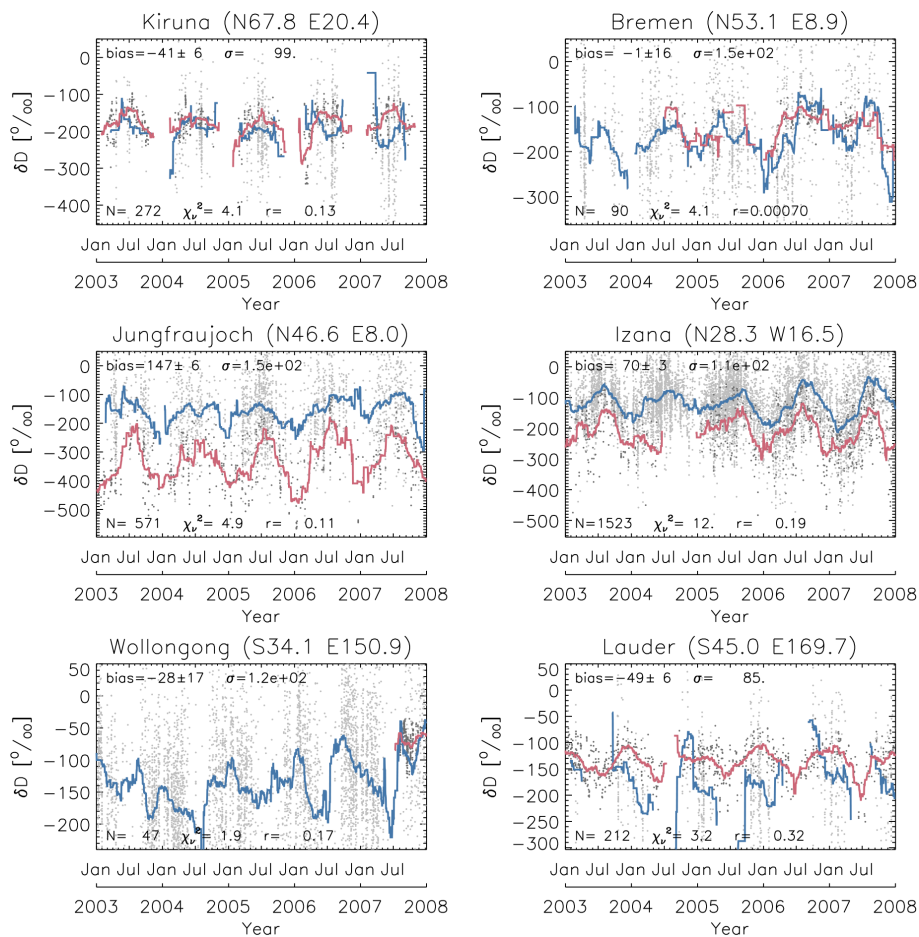 Kiruna (N67.8 E20.4)
bias=−41± 6 σ= 99.
0
−100
−200
−300
−400
δD [⁰/₀₀]
N= 272 χᵥ²= 4.1 r= 0.13
Jan Jul Jan Jul Jan Jul Jan Jul Jan Jul
2003 2004 2005 2006 2007 2008
Year
Bremen (N53.1 E8.9)
bias= −1±16 σ=1.5e+02
0
−100
−200
−300
δD [⁰/₀₀]
N= 90 χᵥ²= 4.1 r=0.00070
Jan Jul Jan Jul Jan Jul Jan Jul Jan Jul
2003 2004 2005 2006 2007 2008
Year
Jungfraujoch (N46.6 E8.0)
bias=147± 6 σ=1.5e+02
0
−100
−200
−300
−400
−500
δD [⁰/₀₀]
N= 571 χᵥ²= 4.9 r= 0.11
Jan Jul Jan Jul Jan Jul Jan Jul Jan Jul
2003 2004 2005 2006 2007 2008
Year
Izana (N28.3 W16.5)
bias= 70± 3 σ=1.1e+02
0
−100
−200
−300
−400
−500
δD [⁰/₀₀]
N=1523 χᵥ²= 12. r= 0.19
Jan Jul Jan Jul Jan Jul Jan Jul Jan Jul
2003 2004 2005 2006 2007 2008
Year
Wollongong (S34.1 E150.9)
50
bias=−28±17 σ=1.2e+02
0
−50
−100
−150
−200
δD [⁰/₀₀]
N= 47 χᵥ²= 1.9 r= 0.17
Jan Jul Jan Jul Jan Jul Jan Jul Jan Jul
2003 2004 2005 2006 2007 2008
Year
Lauder (S45.0 E169.7)
50
bias=−49± 6 σ= 85.
0
−50
−100
−150
−200
−250
−300
δD [⁰/₀₀]
N= 212 χᵥ²= 3.2 r= 0.32
Jan Jul Jan Jul Jan Jul Jan Jul Jan Jul
2003 2004 2005 2006 2007 2008
Year